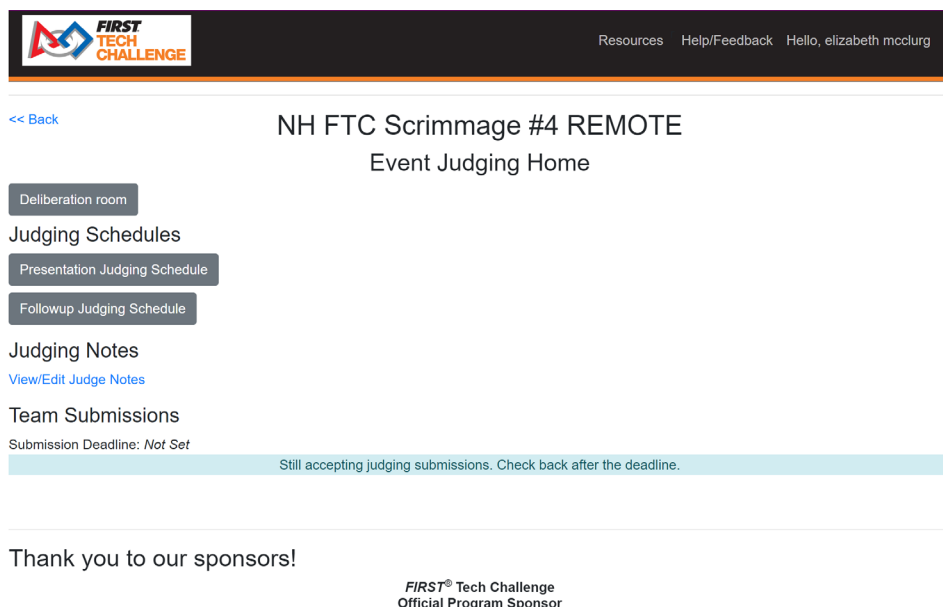 FIRST
TECH
CHALLENGE
Resources Help/Feedback Hello, elizabeth mcclurg
<< Back
NH FTC Scrimmage #4 REMOTE
Event Judging Home
Deliberation room
Judging Schedules
Presentation Judging Schedule
Followup Judging Schedule
Judging Notes
View/Edit Judge Notes
Team Submissions
Submission Deadline: Not Set
Still accepting judging submissions. Check back after the deadline.
Thank you to our sponsors!
FIRST® Tech Challenge
Official Program Sponsor